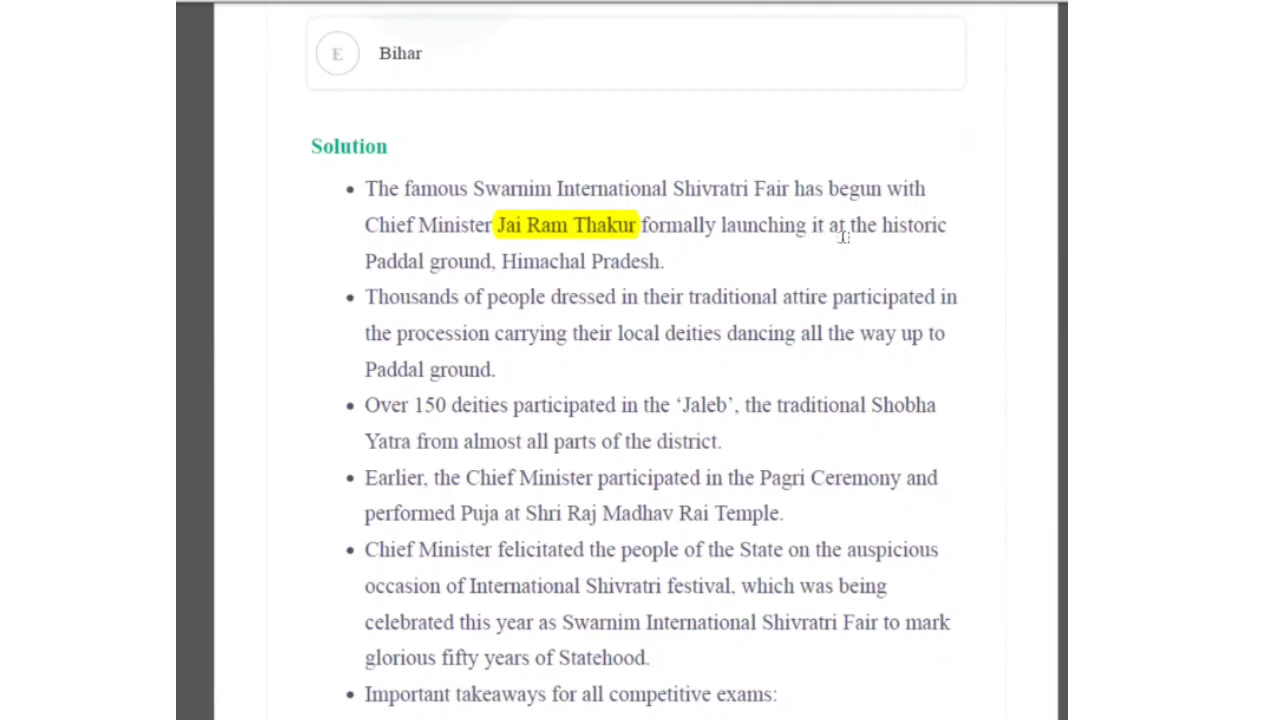 E Bihar
Solution
• The famous Swarnim International Shivratri Fair has begun with
Chief Minister Jai Ram Thakur formally launching it at the historic
Paddal ground, Himachal Pradesh.
• Thousands of people dressed in their traditional attire participated in
the procession carrying their local deities dancing all the way up to
Paddal ground.
• Over 150 deities participated in the ‘Jaleb’, the traditional Shobha
Yatra from almost all parts of the district.
• Earlier, the Chief Minister participated in the Pagri Ceremony and
performed Puja at Shri Raj Madhav Rai Temple.
• Chief Minister felicitated the people of the State on the auspicious
occasion of International Shivratri festival, which was being
celebrated this year as Swarnim International Shivratri Fair to mark
glorious fifty years of Statehood.
• Important takeaways for all competitive exams: